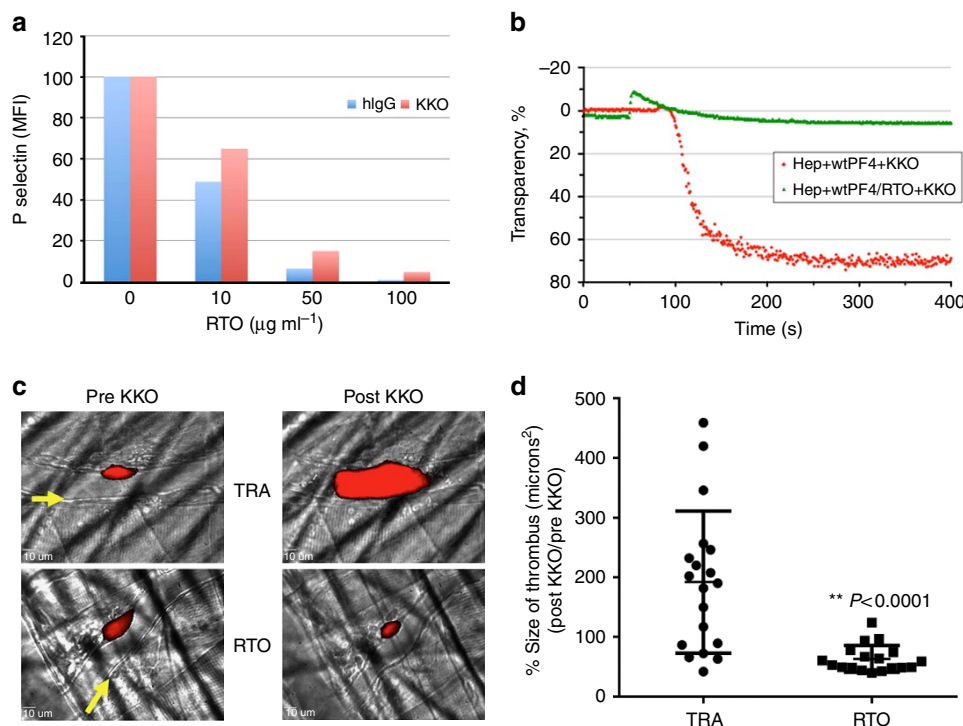 a
120
100
80
60
40
20
0
P selectin (MFI)
hIgG
KKO
0 10 50 100
RTO (μg ml⁻¹)
b
−20
0
20
40
60
80
Transparency, %
Hep+wtPF4+KKO
Hep+wtPF4/RTO+KKO
0 100 200 300 400
Time (s)
c
Pre KKO
Post KKO
TRA
10 um
10 um
RTO
10 um
10 um
d
500
400
300
200
100
0
% Size of thrombus (microns²)
(post KKO/pre KKO)
** P<0.0001
TRA RTO